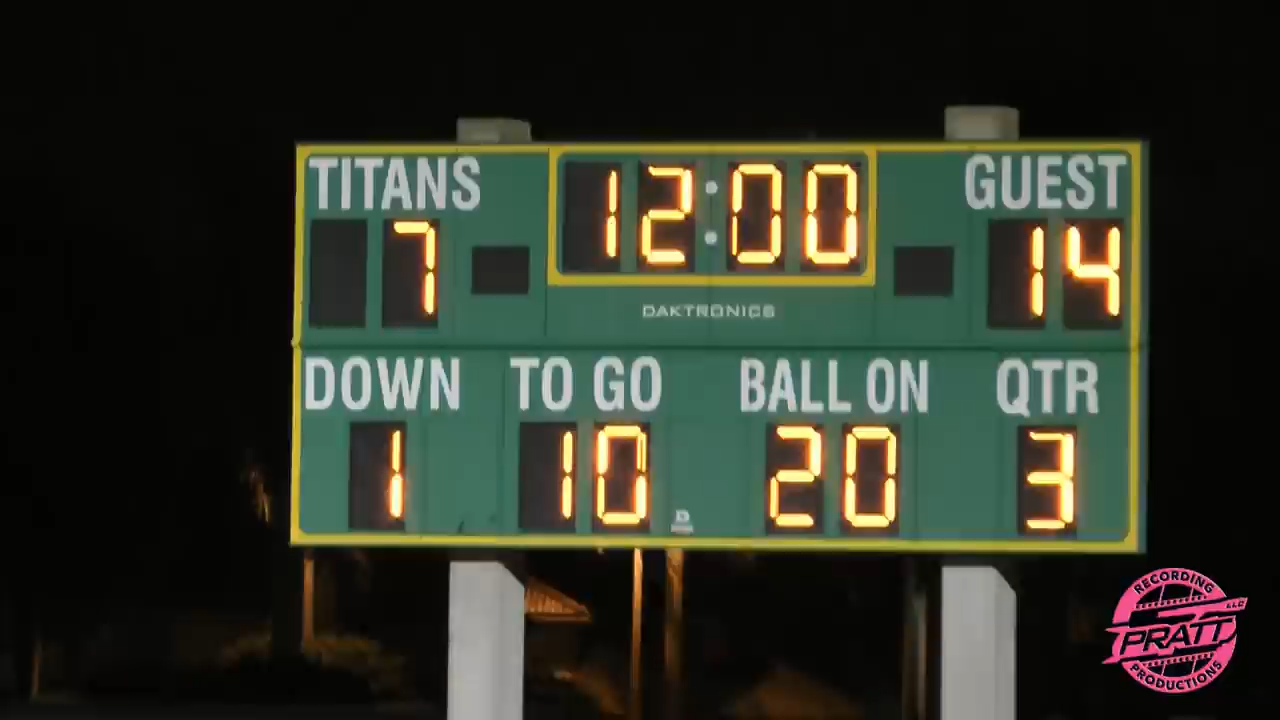 TITANS 12:00 GUEST
7 14
DAKTRONICS
DOWN TO GO BALL ON QTR
1 10 20 3
RECORDING
PRATT LLC
PRODUCTIONS